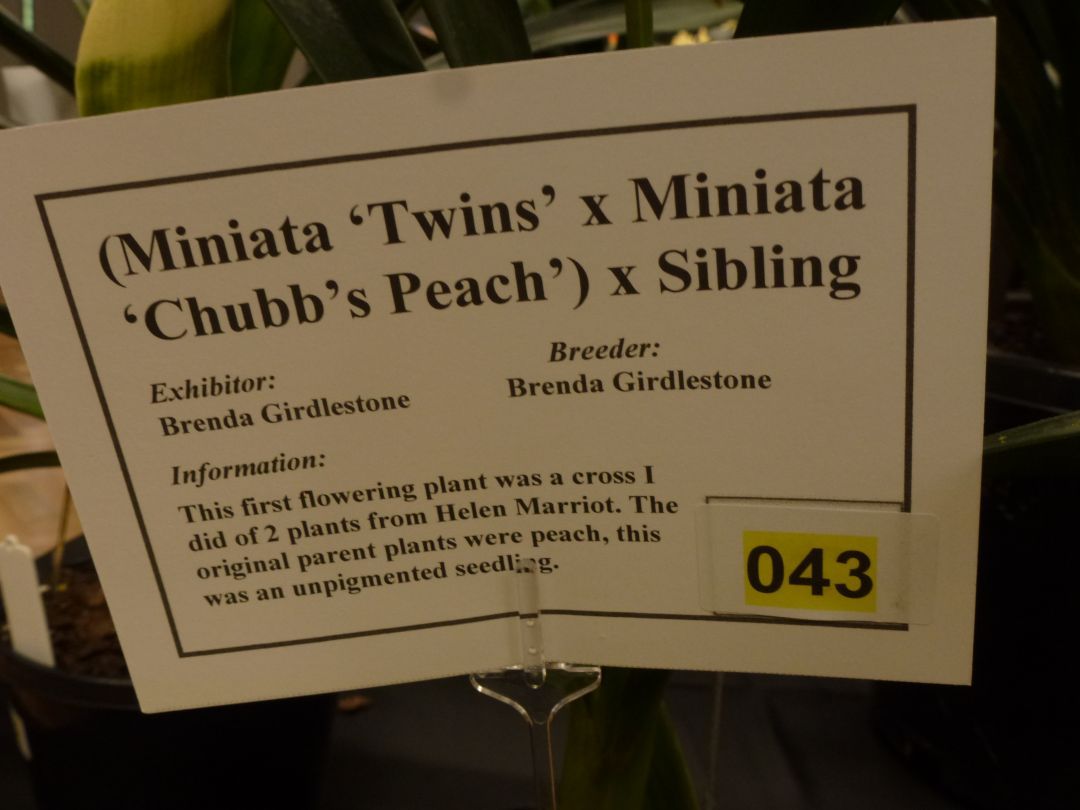 (Miniata ‘Twins’ x Miniata
‘Chubb’s Peach’) x Sibling
Exhibitor:
Brenda Girdlestone
Breeder:
Brenda Girdlestone
Information:
This first flowering plant was a cross I
did of 2 plants from Helen Marriot. The
original parent plants were peach, this
was an unpigmented seedling.
043